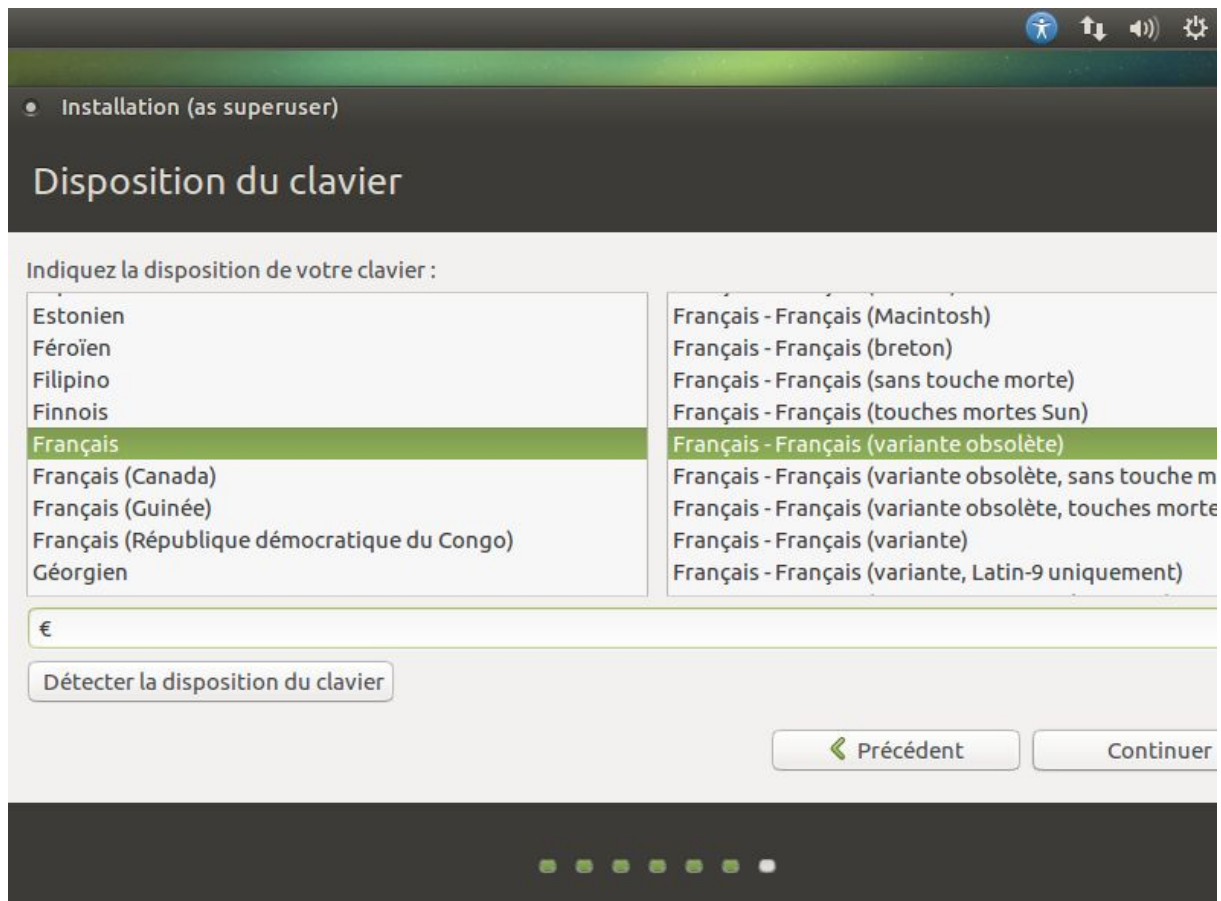 Installation (as superuser)
Disposition du clavier
Indiquez la disposition de votre clavier :
Estonien
Féroïen
Filipino
Finnois
Français
Français (Canada)
Français (Guinée)
Français (République démocratique du Congo)
Géorgien
Français - Français (Macintosh)
Français - Français (breton)
Français - Français (sans touche morte)
Français - Français (touches mortes Sun)
Français - Français (variante obsolète)
Français - Français (variante obsolète, sans touche m
Français - Français (variante obsolète, touches morte
Français - Français (variante)
Français - Français (variante, Latin-9 uniquement)
€
Détecter la disposition du clavier
Précédent
Continuer